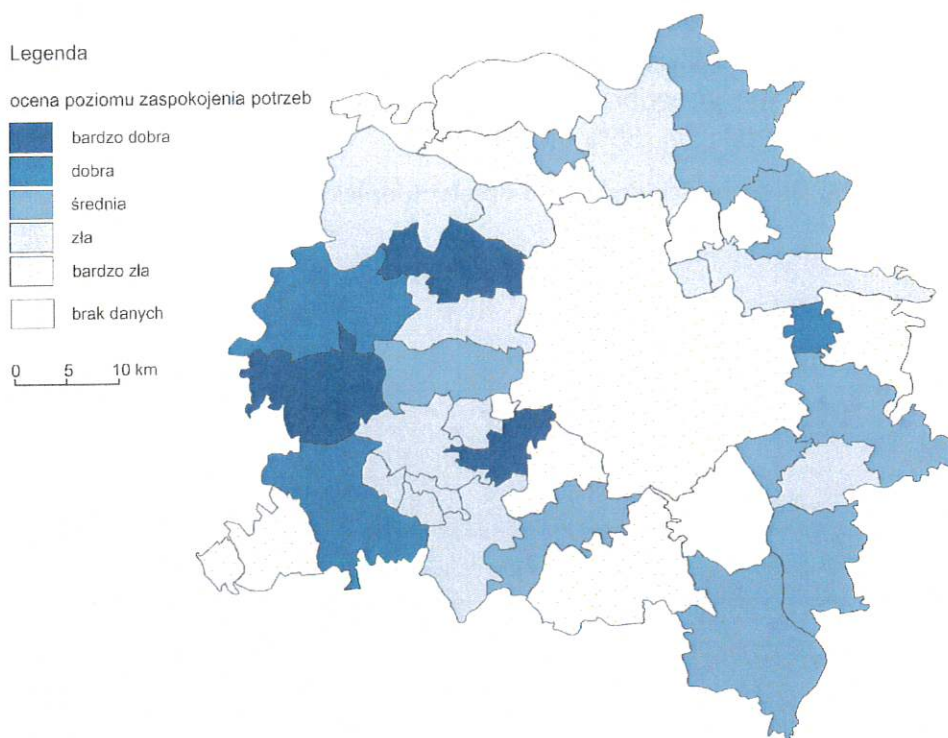 Legenda
ocena poziomu zaspokojenia potrzeb
bardzo dobra
dobra
średnia
zła
bardzo zła
brak danych
0 5 10 km